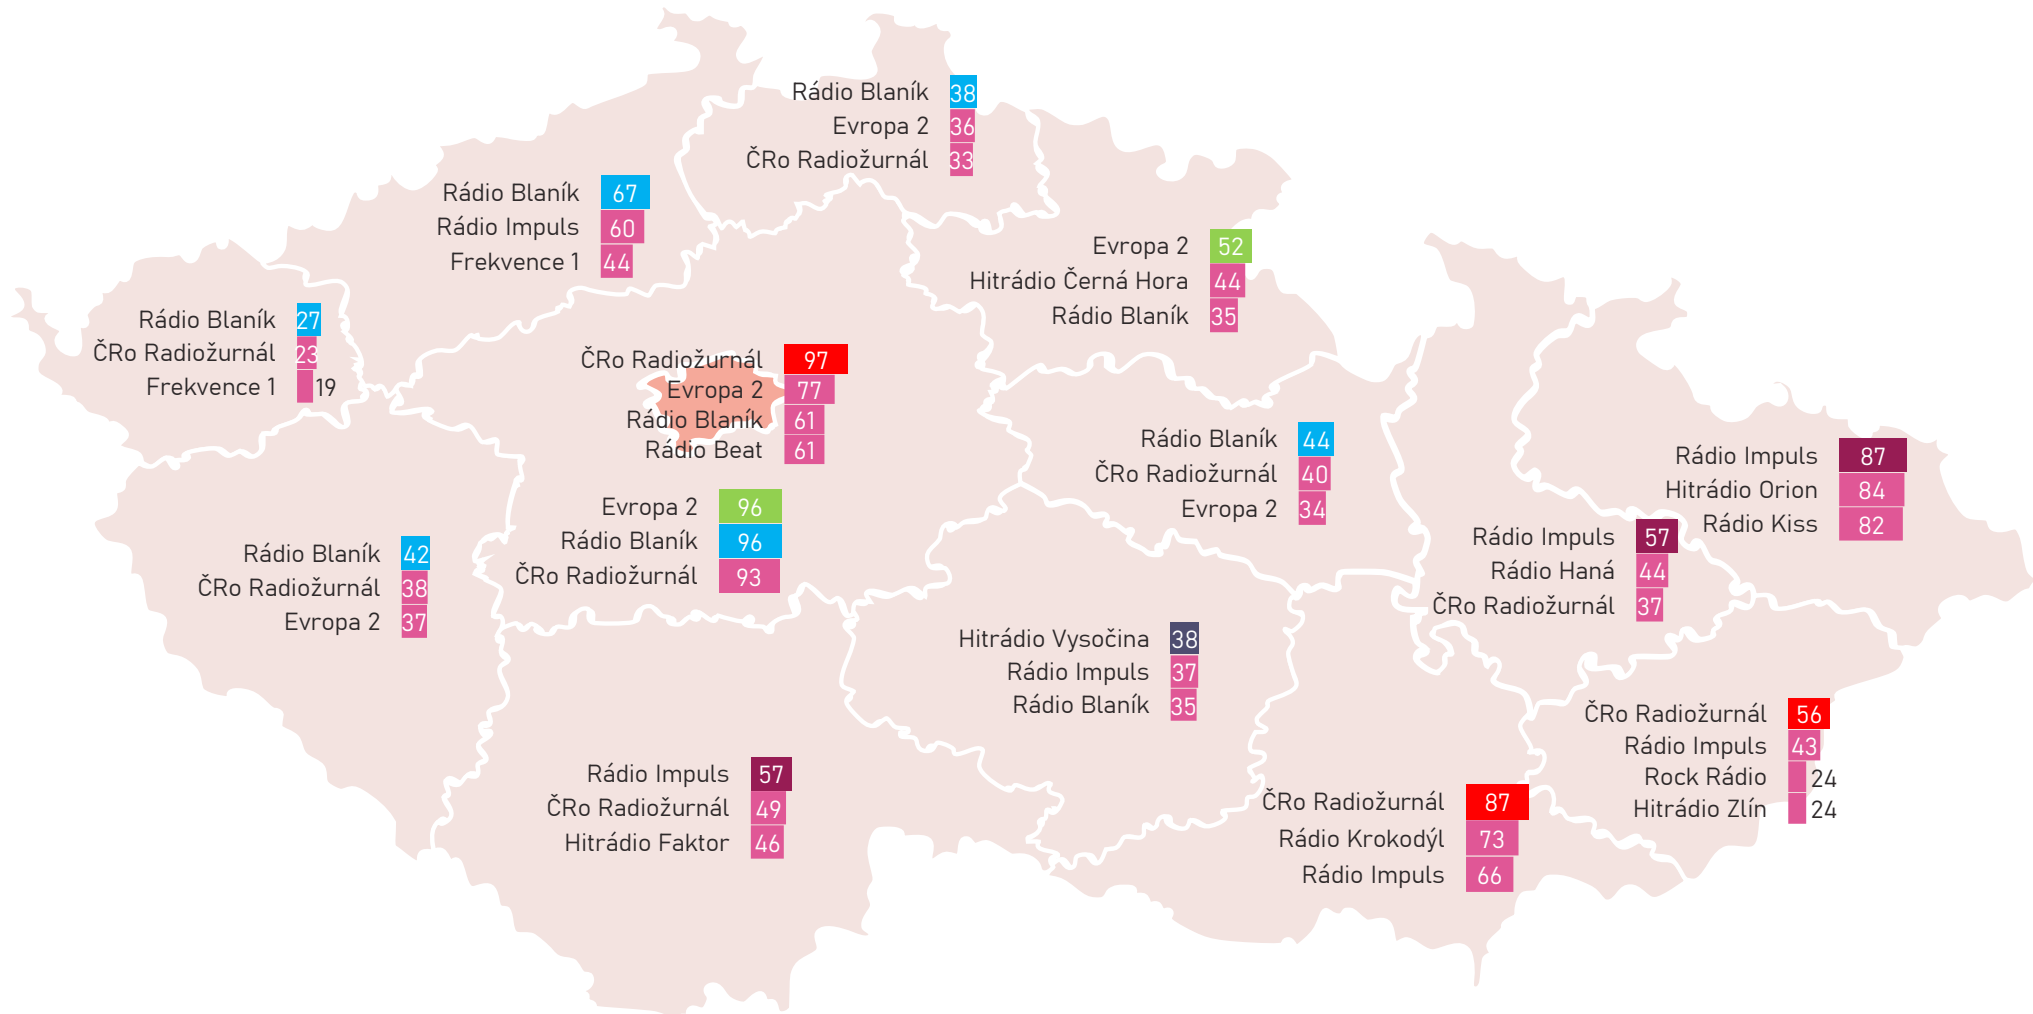 Rádio Blaník 38
Evropa 2 36
ČRo Radiožurnál 33
Rádio Blaník 67
Rádio Impuls 60
Frekvence 1 44
Evropa 2 52
Hitrádio Černá Hora 44
Rádio Blaník 35
Rádio Blaník 27
ČRo Radiožurnál 23
Frekvence 1 19
ČRo Radiožurnál 97
Evropa 2 77
Rádio Blaník 61
Rádio Beat 61
Rádio Blaník 44
ČRo Radiožurnál 40
Evropa 2 34
Rádio Impuls 87
Hitrádio Orion 84
Rádio Kiss 82
Evropa 2 96
Rádio Blaník 96
ČRo Radiožurnál 93
Rádio Impuls 57
Rádio Haná 44
ČRo Radiožurnál 37
Rádio Blaník 42
ČRo Radiožurnál 38
Evropa 2 37
Hitrádio Vysočina 38
Rádio Impuls 37
Rádio Blaník 35
ČRo Radiožurnál 56
Rádio Impuls 43
Rock Rádio 24
Hitrádio Zlín 24
Rádio Impuls 57
ČRo Radiožurnál 49
Hitrádio Faktor 46
ČRo Radiožurnál 87
Rádio Krokodýl 73
Rádio Impuls 66